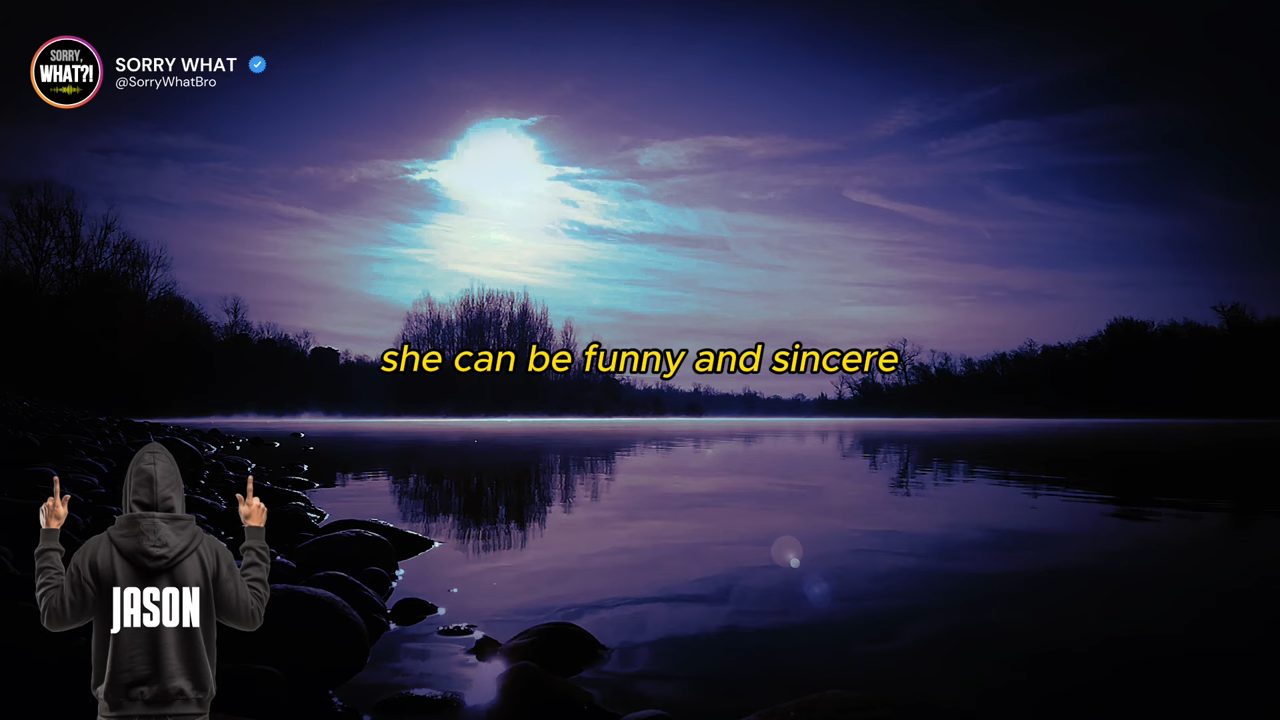 SORRY,
WHAT?!
SORRY WHAT
@SorryWhatBro
she can be funny and sincere
JASON